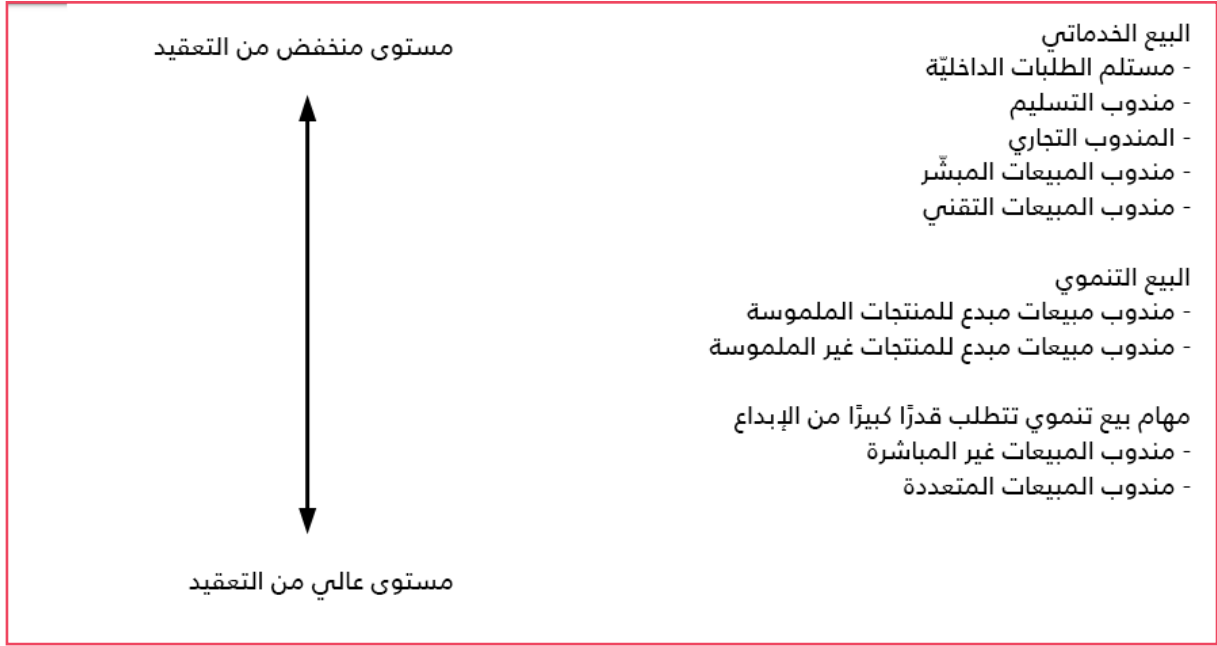 البيع الخدماتي
- مستلم الطلبات الداخليّة
- مندوب التسليم
- المندوب التجاري
- مندوب المبيعات المبشّر
- مندوب المبيعات التقني
البيع التنموي
- مندوب مبيعات مبدع للمنتجات الملموسة
- مندوب مبيعات مبدع للمنتجات غير الملموسة
مهام بيع تنموي تتطلب قدرًا كبيرًا من الإبداع
- مندوب المبيعات غير المباشرة
- مندوب المبيعات المتعددة
مستوى منخفض من التعقيد
مستوى عالي من التعقيد